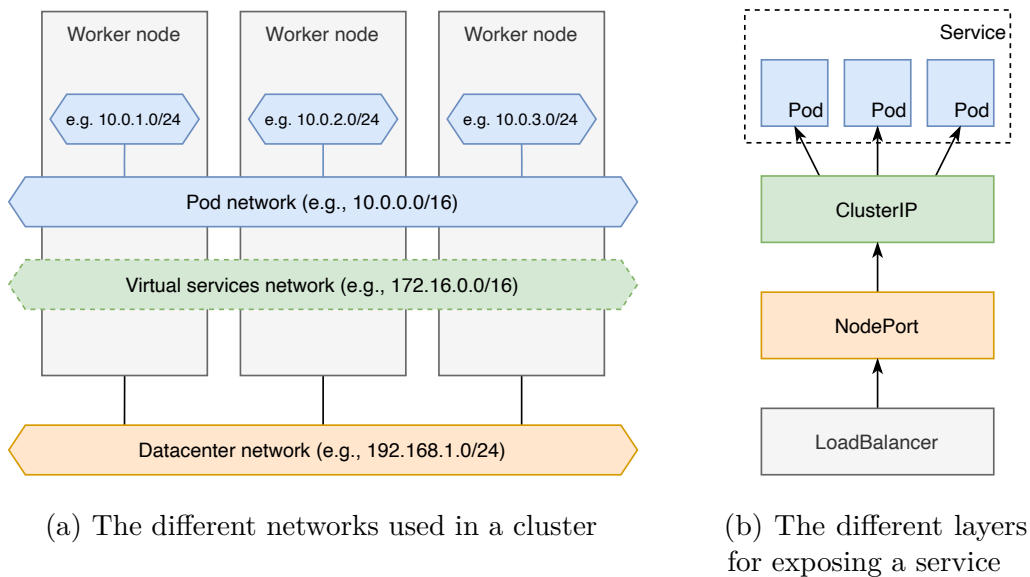 Worker node
Worker node
Worker node
e.g. 10.0.1.0/24
e.g. 10.0.2.0/24
e.g. 10.0.3.0/24
Pod network (e.g., 10.0.0.0/16)
Virtual services network (e.g., 172.16.0.0/16)
Datacenter network (e.g., 192.168.1.0/24)
(a) The different networks used in a cluster
Service
Pod
Pod
Pod
ClusterIP
NodePort
LoadBalancer
(b) The different layers
for exposing a service